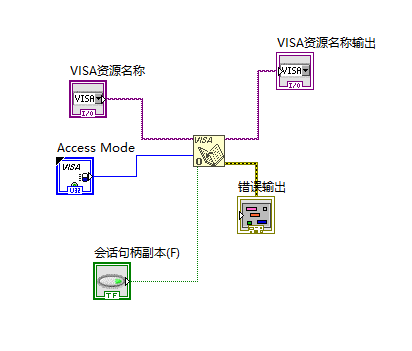 VISA资源名称输出
VISA
I/O
VISA资源名称
VISA
I/O
Access Mode
VISA
U32
VISA
0
错误输出
会话句柄副本(F)
TF